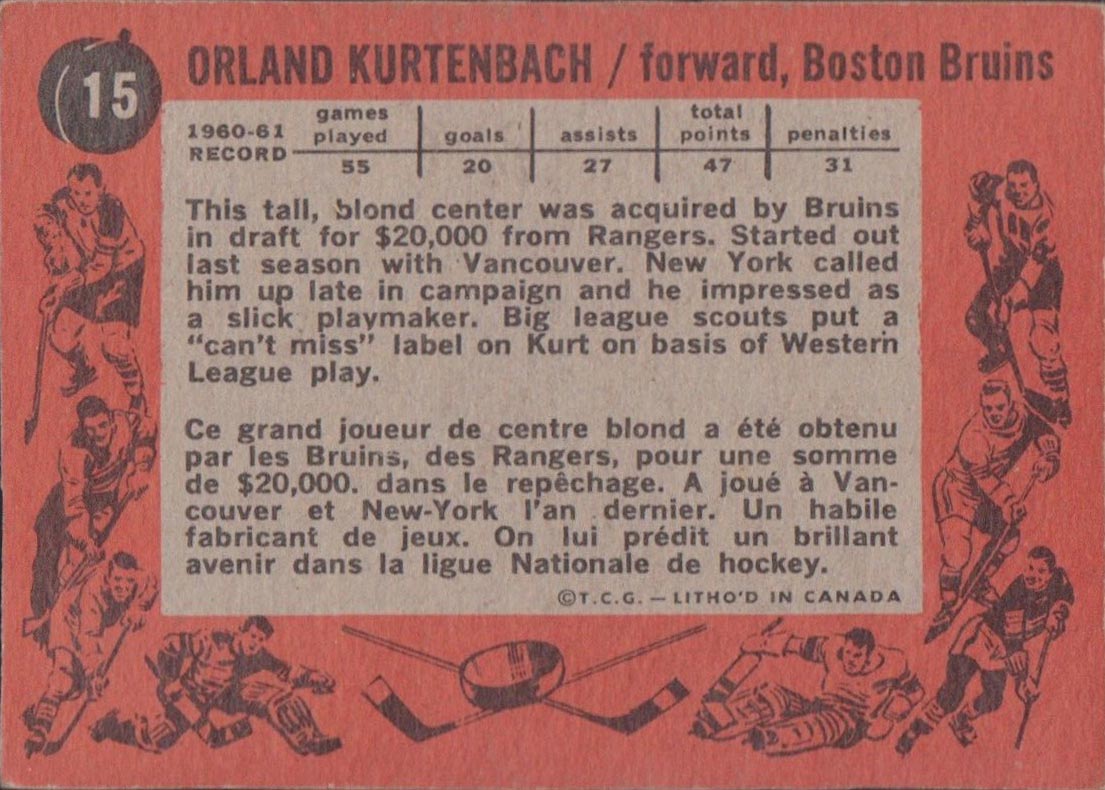 15
ORLAND KURTENBACH / forward, Boston Bruins
1960-61 RECORD
games played goals assists total points penalties
55 20 27 47 31
This tall, blond center was acquired by Bruins
in draft for $20,000 from Rangers. Started out
last season with Vancouver. New York called
him up late in campaign and he impressed as
a slick playmaker. Big league scouts put a
"can't miss" label on Kurt on basis of Western
League play.
Ce grand joueur de centre blond a été obtenu
par les Bruins, des Rangers, pour une somme
de $20,000. dans le repêchage. A joué à Van-
couver et New-York l'an dernier. Un habile
fabricant de jeux. On lui prédit un brillant
avenir dans la ligue Nationale de hockey.
©T.C.G. — LITHO'D IN CANADA